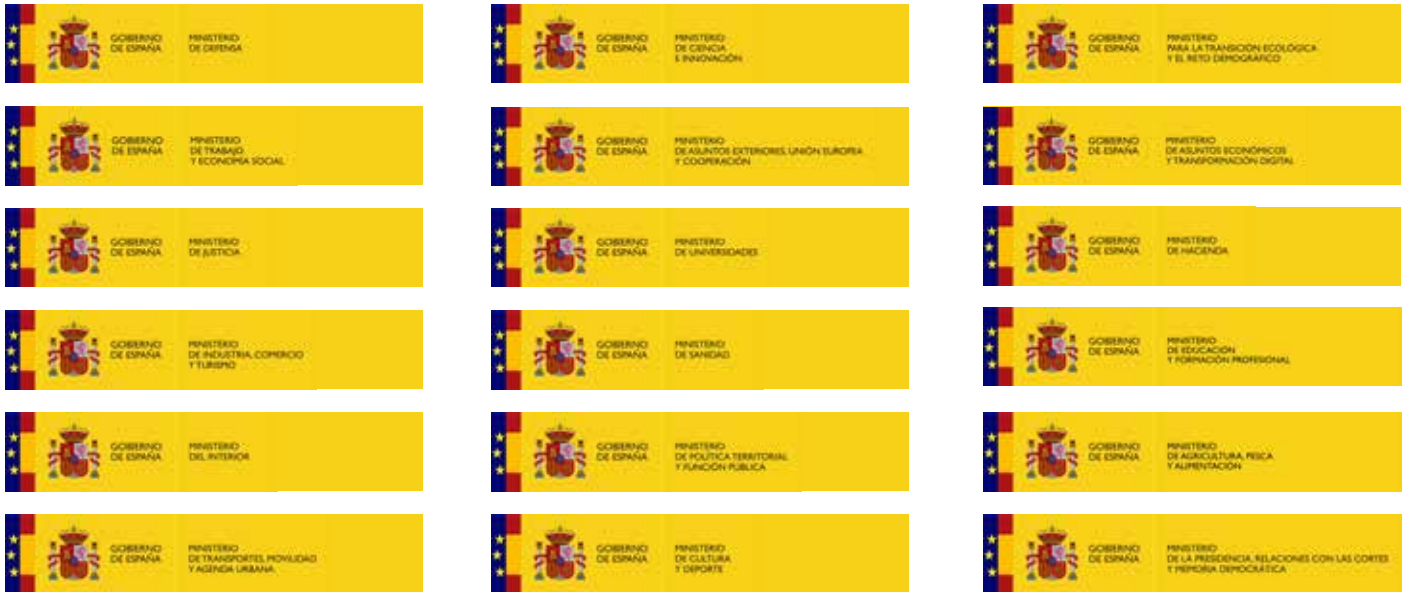 GOBIERNO
DE ESPAÑA
MINISTERIO
DE DEFENSA
GOBIERNO
DE ESPAÑA
MINISTERIO
DE CIENCIA
E INNOVACIÓN
GOBIERNO
DE ESPAÑA
MINISTERIO
PARA LA TRANSICIÓN ECOLÓGICA
Y EL RETO DEMOGRÁFICO
GOBIERNO
DE ESPAÑA
MINISTERIO
DE TRABAJO
Y ECONOMÍA SOCIAL
GOBIERNO
DE ESPAÑA
MINISTERIO
DE ASUNTOS EXTERIORES, UNIÓN EUROPEA
Y COOPERACIÓN
GOBIERNO
DE ESPAÑA
MINISTERIO
DE ASUNTOS ECONÓMICOS
Y TRANSFORMACIÓN DIGITAL
GOBIERNO
DE ESPAÑA
MINISTERIO
DE JUSTICIA
GOBIERNO
DE ESPAÑA
MINISTERIO
DE UNIVERSIDADES
GOBIERNO
DE ESPAÑA
MINISTERIO
DE HACIENDA
GOBIERNO
DE ESPAÑA
MINISTERIO
DE INDUSTRIA, COMERCIO
Y TURISMO
GOBIERNO
DE ESPAÑA
MINISTERIO
DE SANIDAD
GOBIERNO
DE ESPAÑA
MINISTERIO
DE EDUCACIÓN
Y FORMACIÓN PROFESIONAL
GOBIERNO
DE ESPAÑA
MINISTERIO
DEL INTERIOR
GOBIERNO
DE ESPAÑA
MINISTERIO
DE POLÍTICA TERRITORIAL
Y FUNCIÓN PÚBLICA
GOBIERNO
DE ESPAÑA
MINISTERIO
DE AGRICULTURA, PESCA
Y ALIMENTACIÓN
GOBIERNO
DE ESPAÑA
MINISTERIO
DE TRANSPORTES, MOVILIDAD
Y AGENDA URBANA
GOBIERNO
DE ESPAÑA
MINISTERIO
DE CULTURA
Y DEPORTE
GOBIERNO
DE ESPAÑA
MINISTERIO
DE LA PRESIDENCIA, RELACIONES CON LAS CORTES
Y MEMORIA DEMOCRÁTICA